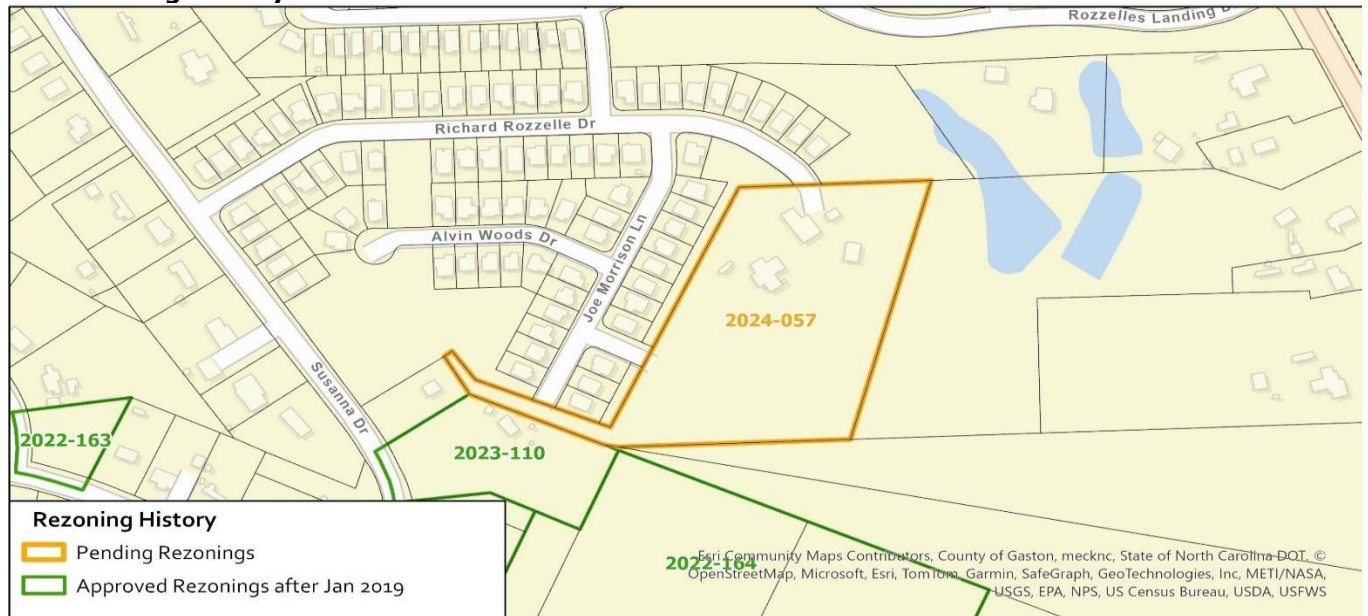 Rozzelles Landing D
Richard Rozzelle Dr
Alvin Woods Dr
Joe Morrison Ln
2024-057
Susanna Dr
2022-163
2023-110
2022-164
Rezoning History
Pending Rezonings
Approved Rezonings after Jan 2019
Esri Community Maps Contributors, County of Gaston, mecknc, State of North Carolina DOT, ©
OpenStreetMap, Microsoft, Esri, TomTom, Garmin, SafeGraph, GeoTechnologies, Inc, METI/NASA,
USGS, EPA, NPS, US Census Bureau, USDA, USFWS